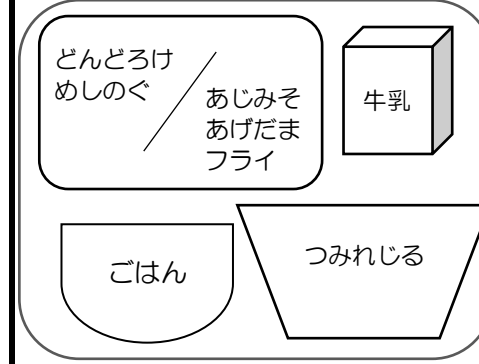 どんどろけ
めしのぐ
あじみそ
あげだま
フライ
牛乳
ごはん
つみれじる